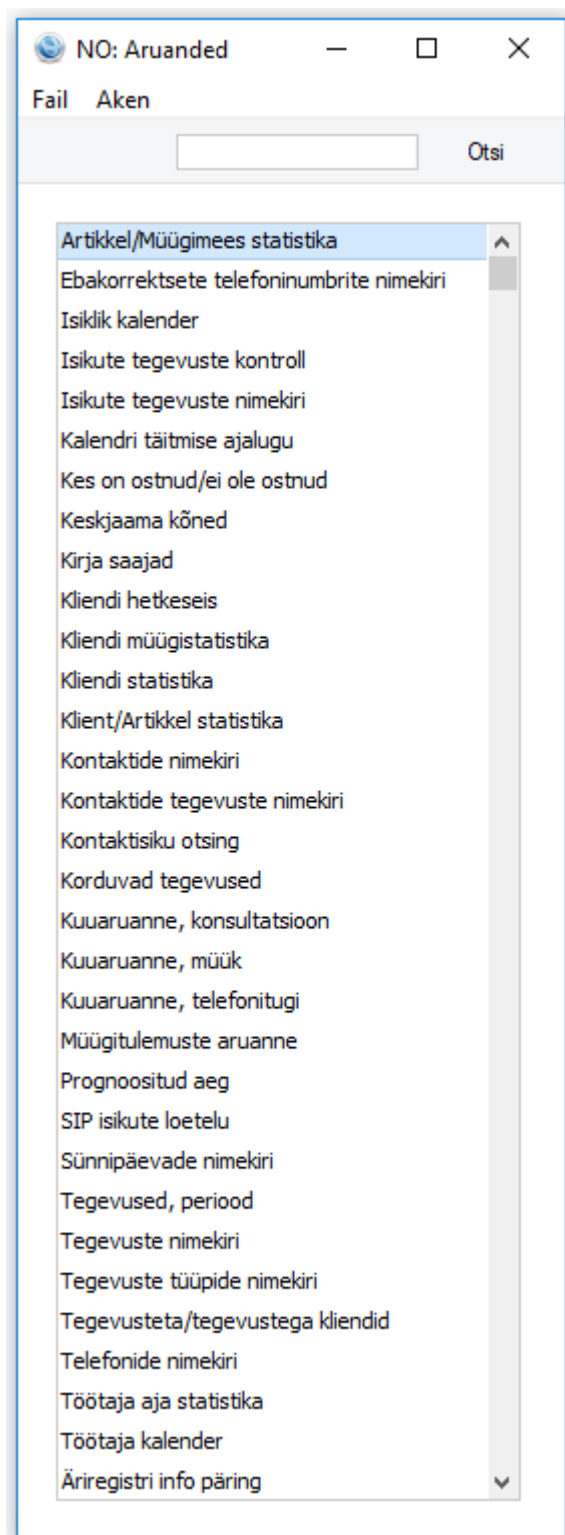 NO: Aruanded
Fail Aken
Otsi
Artikkel/Müügimees statistika
Ebakorrektsete telefoninumbrite nimekiri
Isiklik kalender
Isikute tegevuste kontroll
Isikute tegevuste nimekiri
Kalendri täitmise ajalugu
Kes on ostnud/ei ole ostnud
Keskjaama kõned
Kirja saajad
Kliendi hetkeseis
Kliendi müügistatistika
Kliendi statistika
Klient/Artikkel statistika
Kontaktide nimekiri
Kontaktide tegevuste nimekiri
Kontaktisiku otsing
Korduvad tegevused
Kuuaruanne, konsultatsioon
Kuuaruanne, müük
Kuuaruanne, telefonitugi
Müügitulemuste aruanne
Prognoositud aeg
SIP isikute loetelu
Sünnipäevade nimekiri
Tegevused, periood
Tegevuste nimekiri
Tegevuste tüüpide nimekiri
Tegevusteta/tegevustega kliendid
Telefonide nimekiri
Töötaja aja statistika
Töötaja kalender
Äriregistri info päring